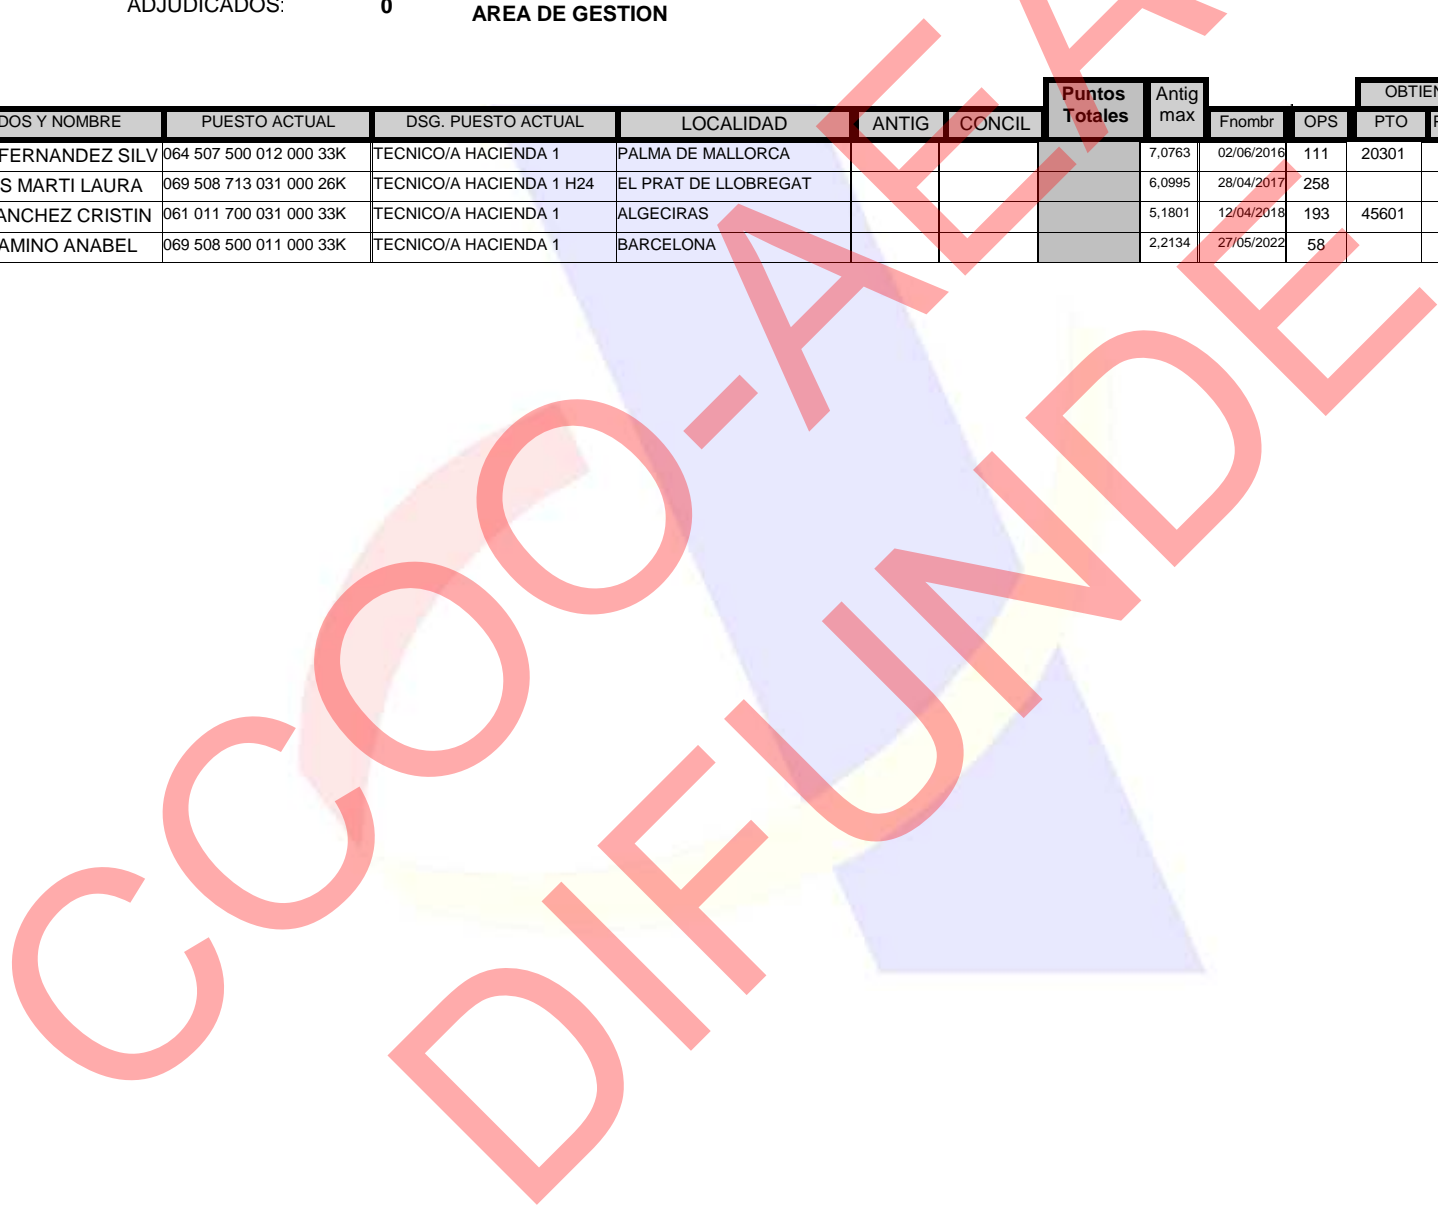 ADJUDICADOS: 0 AREA DE GESTION
Puntos Totales Antig max OBTIEN
DOS Y NOMBRE PUESTO ACTUAL DSG. PUESTO ACTUAL LOCALIDAD ANTIG CONCIL Fnombr OPS PTO
FERNANDEZ SILV 064 507 500 012 000 33K TECNICO/A HACIENDA 1 PALMA DE MALLORCA 7,0763 02/06/2016 111 20301
S MARTI LAURA 069 508 713 031 000 26K TECNICO/A HACIENDA 1 H24 EL PRAT DE LLOBREGAT 6,0995 28/04/2017 258
ANCHEZ CRISTIN 061 011 700 031 000 33K TECNICO/A HACIENDA 1 ALGECIRAS 5,1801 12/04/2018 193 45601
AMINO ANABEL 069 508 500 011 000 33K TECNICO/A HACIENDA 1 BARCELONA 2,2134 27/05/2022 58
CCOO-AEA
DIFUNDE